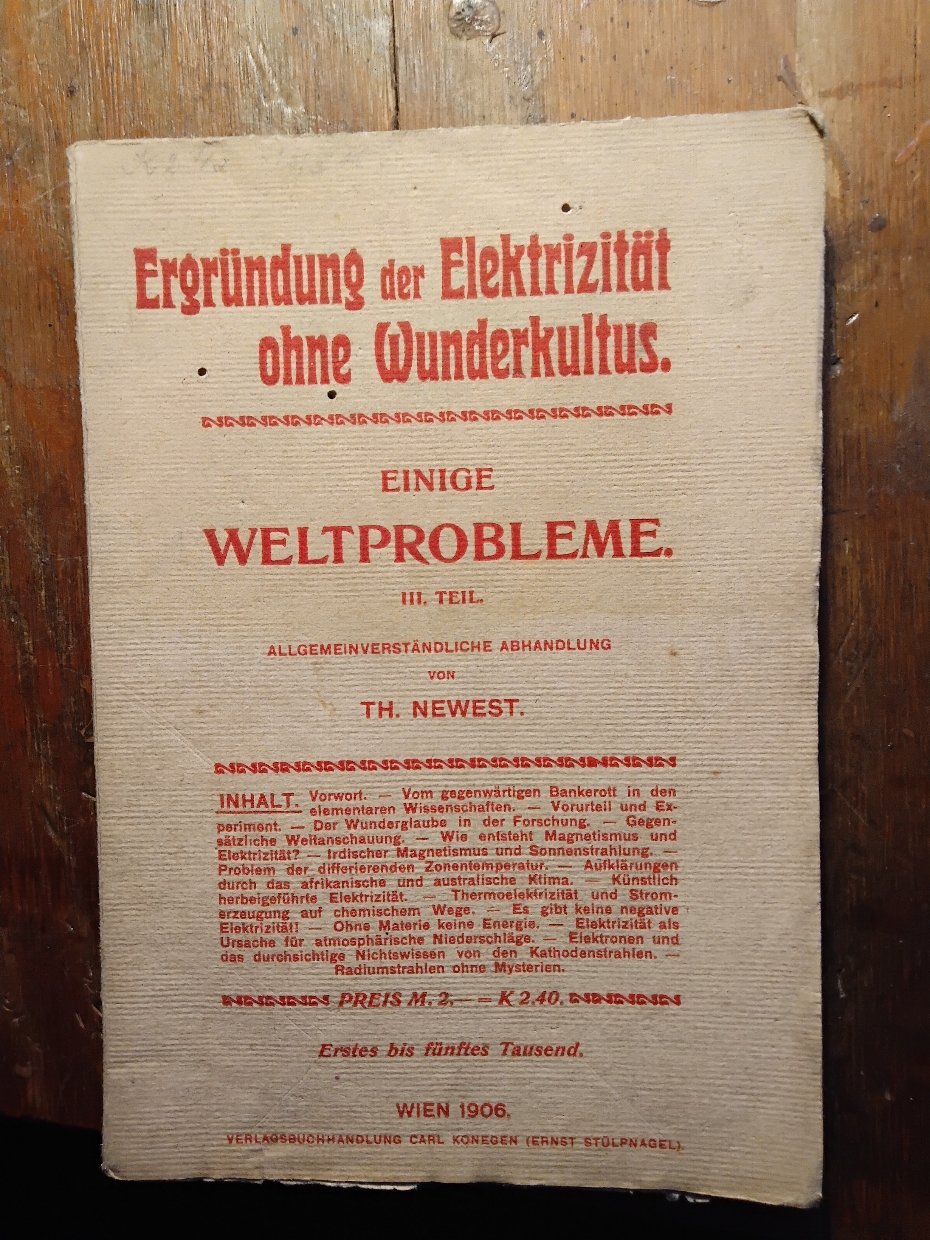 Ergründung der Elektrizität
ohne Wunderkultus.
EINIGE
WELTPROBLEME.
III. TEIL.
ALLGEMEINVERSTÄNDLICHE ABHANDLUNG
VON
TH. NEWEST.
INHALT. Vorwort. — Vom gegenwärtigen Bankerott in den
elementaren Wissenschaften. — Vorurteil und Ex-
periment. — Der Wunderglaube in der Forschung. — Gegen-
sätzliche Weltanschauung. — Wie entsteht Magnetismus und
Elektrizität? — Irdischer Magnetismus und Sonnenstrahlung. —
Problem der differierenden Zonentemperatur. — Aufklärungen
durch das afrikanische und australische Klima. — Künstlich
herbeigeführte Elektrizität. — Thermoelektrizität und Strom-
erzeugung auf chemischem Wege. — Es gibt keine negative
Elektrizität! — Ohne Materie keine Energie. — Elektrizität als
Ursache für atmosphärische Niederschläge. — Elektronen und
das durchsichtige Nichtswissen von den Kathodenstrahlen. —
Radiumstrahlen ohne Mysterien.
PREIS M. 2.— = K 2.40.
Erstes bis fünftes Tausend.
WIEN 1906.
VERLAGSBUCHHANDLUNG CARL KONEGEN (ERNST STÜLPNAGEL).